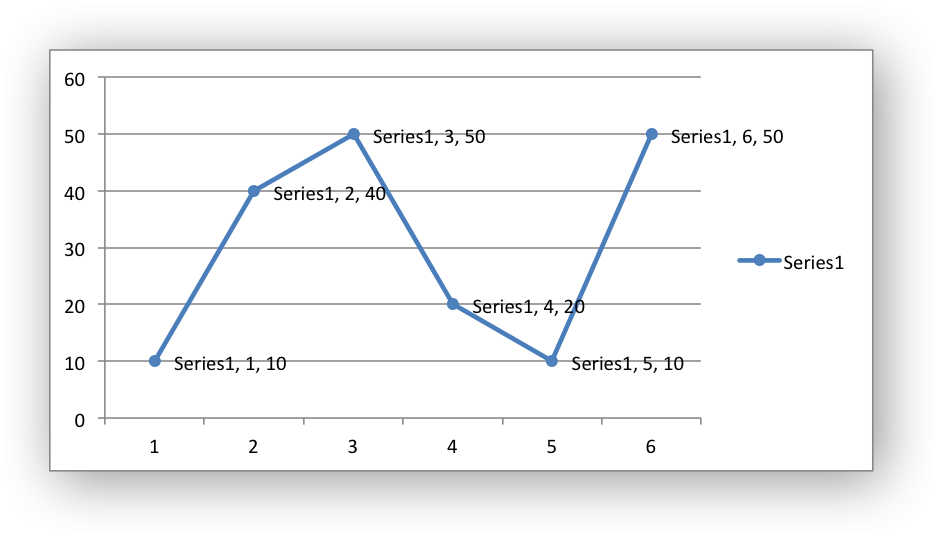 60
50
Series1, 3, 50
Series1, 6, 50
40
Series1, 2, 40
30
Series1
20
Series1, 4, 20
10
Series1, 1, 10
Series1, 5, 10
0
1 2 3 4 5 6